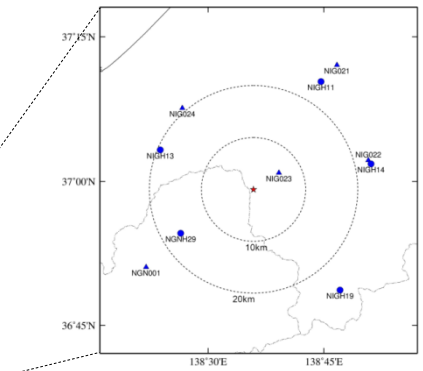 37°15'N
NIG021
NIGH11
NIG024
NIGH13
NIG022
NIGH14
37°00'N
NIG023
NGNH29
10km
NGN001
NIGH19
20km
36°45'N
138°30'E
138°45'E